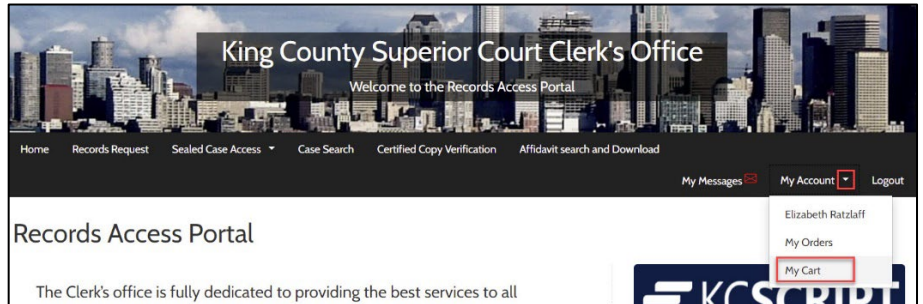 King County Superior Court Clerk's Office
Welcome to the Records Access Portal
Home Records Request Sealed Case Access Case Search Certified Copy Verification Affidavit search and Download
My Messages My Account Logout
Elizabeth Ratzlaff
My Orders
My Cart
Records Access Portal
The Clerk's office is fully dedicated to providing the best services to all
KCSCRIPT